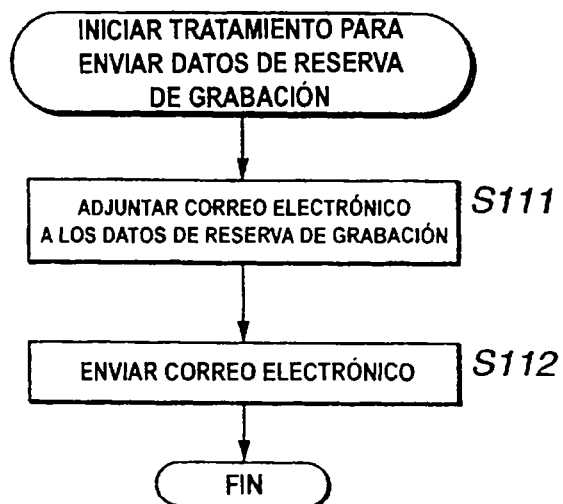 INICIAR TRATAMIENTO PARA
ENVIAR DATOS DE RESERVA
DE GRABACIÓN
ADJUNTAR CORREO ELECTRÓNICO
A LOS DATOS DE RESERVA DE GRABACIÓN
S111
ENVIAR CORREO ELECTRÓNICO
S112
FIN